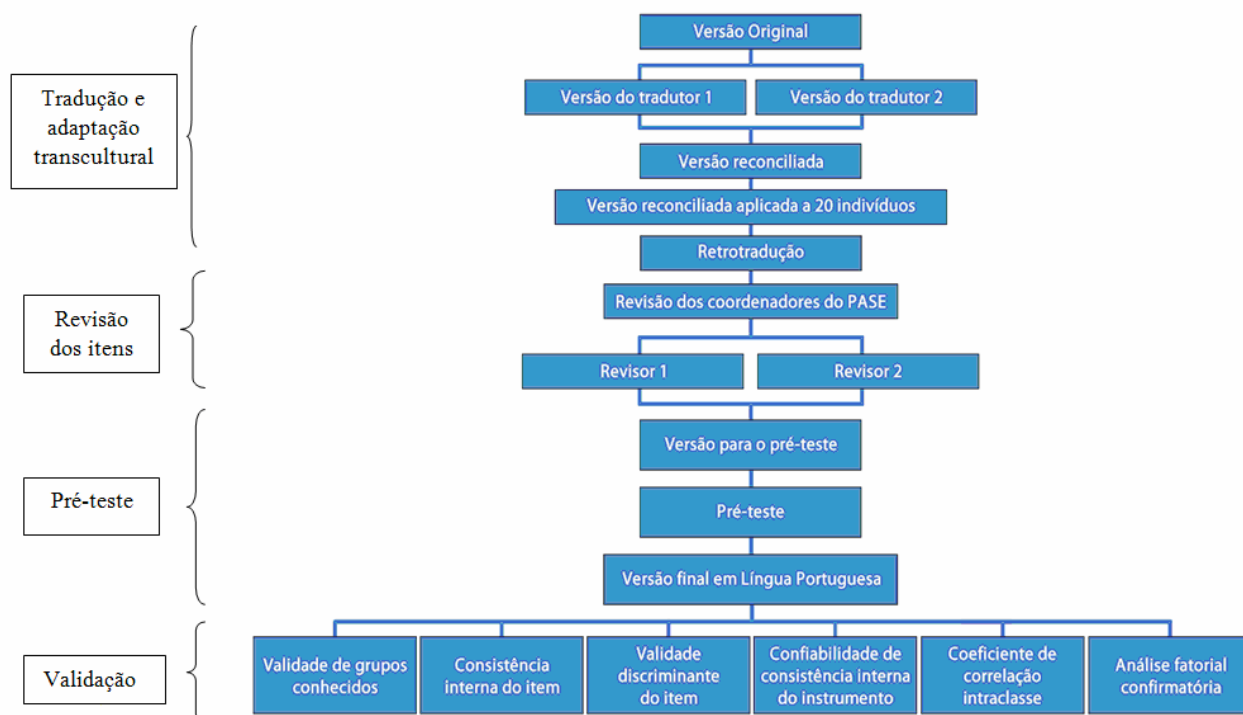 Tradução e
adaptação
transcultural
Versão Original
Versão do tradutor 1
Versão do tradutor 2
Versão reconciliada
Versão reconciliada aplicada a 20 indivíduos
Retrotradução
Revisão
dos itens
Revisão dos coordenadores do PASE
Revisor 1
Revisor 2
Pré-teste
Versão para o pré-teste
Pré-teste
Versão final em Língua Portuguesa
Validação
Validade de grupos
conhecidos
Consistência
interna do item
Validade
discriminante
do item
Confiabilidade de
consistência interna
do instrumento
Coeficiente de
correlação
intraclasse
Análise fatorial
confirmatória